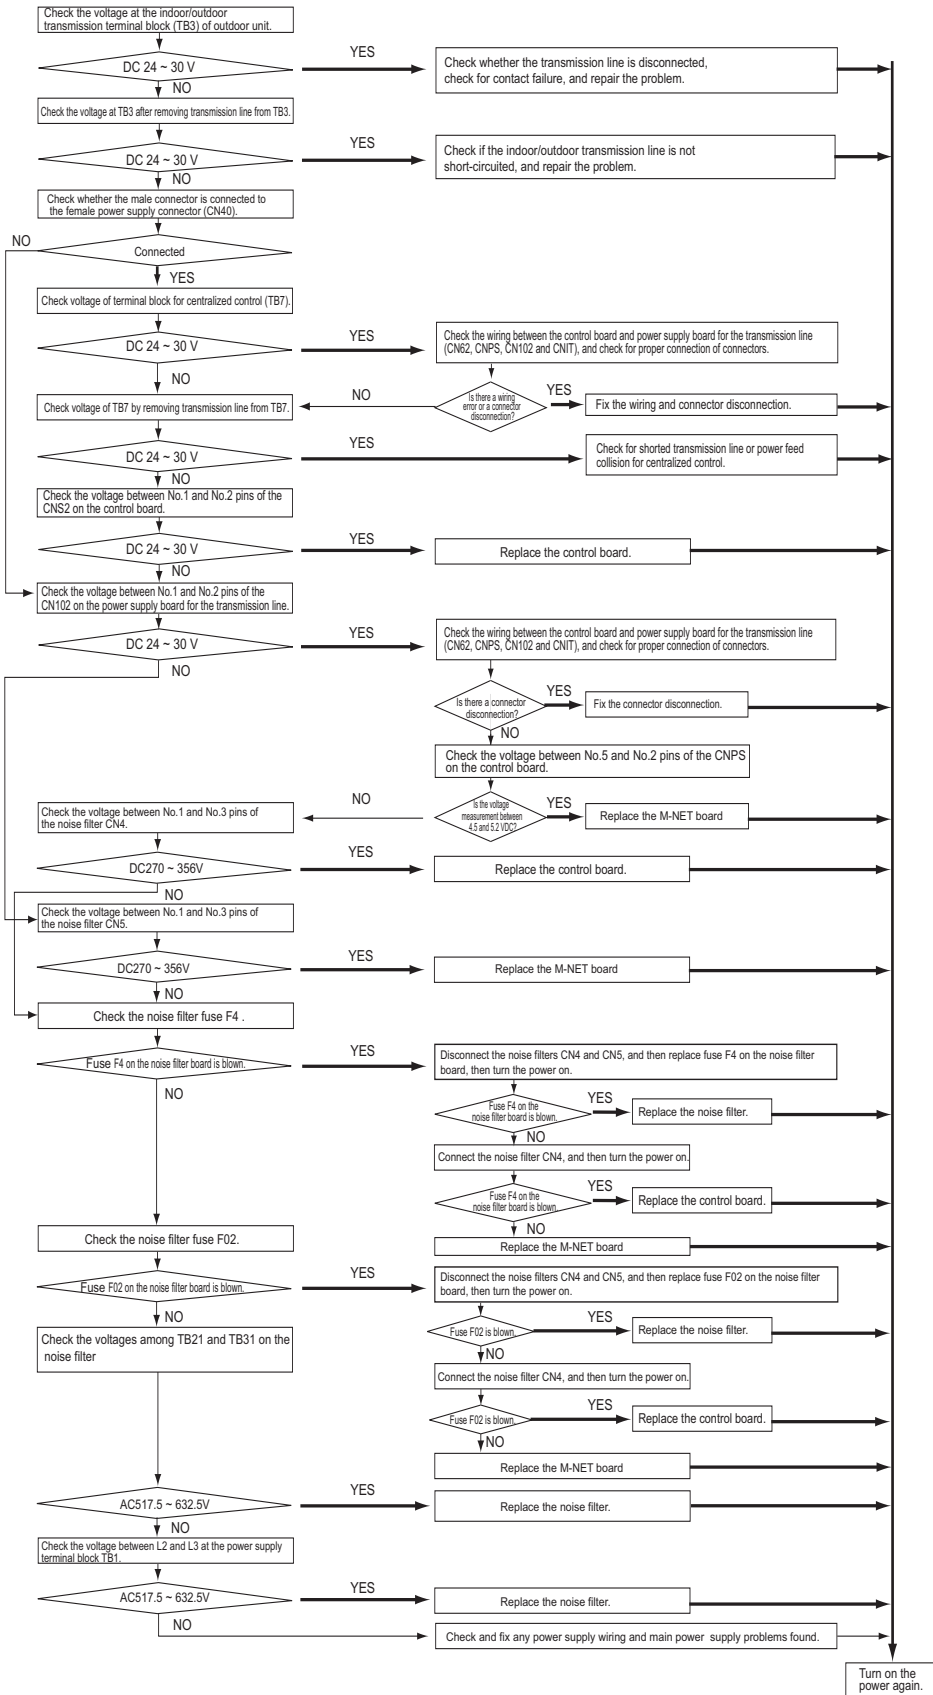 Check the voltage at the indoor/outdoor
transmission terminal block (TB3) of outdoor unit.
DC 24 ~ 30 V
YES
Check whether the transmission line is disconnected,
check for contact failure, and repair the problem.
NO
Check the voltage at TB3 after removing transmission line from TB3.
DC 24 ~ 30 V
YES
Check if the indoor/outdoor transmission line is not
short-circuited, and repair the problem.
NO
Check whether the male connector is connected to
the female power supply connector (CN40).
NO
Connected
YES
Check voltage of terminal block for centralized control (TB7).
DC 24 ~ 30 V
YES
Check the wiring between the control board and power supply board for the transmission line
(CN62, CNPS, CN102 and CNIT), and check for proper connection of connectors.
NO
Is there a wiring
error or a connector
disconnection?
YES
Fix the wiring and connector disconnection.
NO
Check voltage of TB7 by removing transmission line from TB7.
DC 24 ~ 30 V
YES
Check for shorted transmission line or power feed
collision for centralized control.
NO
Check the voltage between No.1 and No.2 pins of the
CNS2 on the control board.
DC 24 ~ 30 V
YES
Replace the control board.
NO
Check the voltage between No.1 and No.2 pins of the
CN102 on the power supply board for the transmission line.
DC 24 ~ 30 V
YES
Check the wiring between the control board and power supply board for the transmission line
(CN62, CNPS, CN102 and CNIT), and check for proper connection of connectors.
NO
Is there a connector
disconnection?
YES
Fix the connector disconnection.
NO
Check the voltage between No.5 and No.2 pins of the CNPS
on the control board.
Is the voltage
measurement between
4.5 and 5.2 VDC?
YES
Replace the M-NET board
NO
Check the voltage between No.1 and No.3 pins of
the noise filter CN4.
DC270 ~ 356V
YES
Replace the control board.
NO
Check the voltage between No.1 and No.3 pins of
the noise filter CN5.
DC270 ~ 356V
YES
Replace the M-NET board
NO
Check the noise filter fuse F4 .
Fuse F4 on the noise filter board is blown.
YES
Disconnect the noise filters CN4 and CN5, and then replace fuse F4 on the noise filter
board, then turn the power on.
NO
Fuse F4 on the
noise filter board is blown.
YES
Replace the noise filter.
NO
Connect the noise filter CN4, and then turn the power on.
Fuse F4 on the
noise filter board is blown.
YES
Replace the control board.
NO
Replace the M-NET board
Check the noise filter fuse F02.
Fuse F02 on the noise filter board is blown.
YES
Disconnect the noise filters CN4 and CN5, and then replace fuse F02 on the noise filter
board, then turn the power on.
NO
Check the voltages among TB21 and TB31 on the
noise filter
Fuse F02 is blown.
YES
Replace the noise filter.
NO
Connect the noise filter CN4, and then turn the power on.
Fuse F02 is blown.
YES
Replace the control board.
NO
Replace the M-NET board
AC517.5 ~ 632.5V
YES
Replace the noise filter.
NO
Check the voltage between L2 and L3 at the power supply
terminal block TB1.
AC517.5 ~ 632.5V
YES
Replace the noise filter.
NO
Check and fix any power supply wiring and main power supply problems found.
Turn on the
power again.